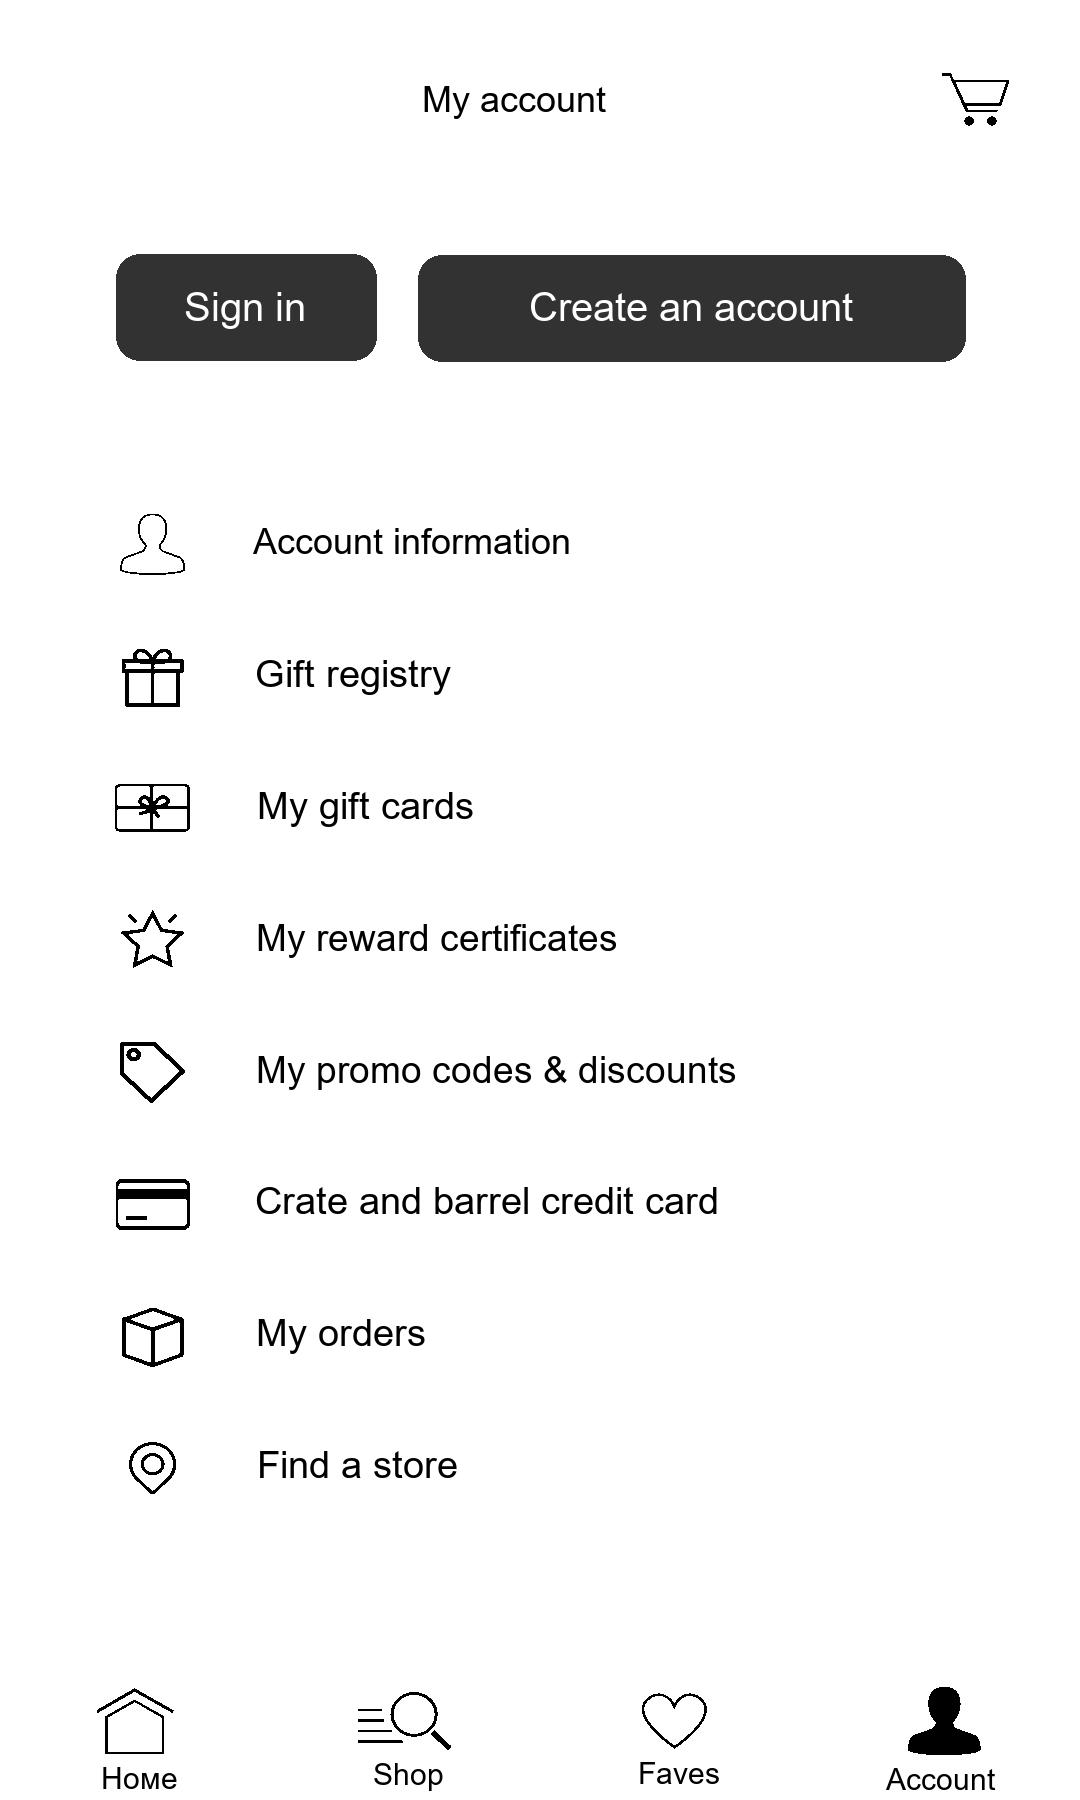 My account
Sign in
Create an account
Account information
Gift registry
My gift cards
My reward certificates
My promo codes & discounts
Crate and barrel credit card
My orders
Find a store
Home
Shop
Faves
Account